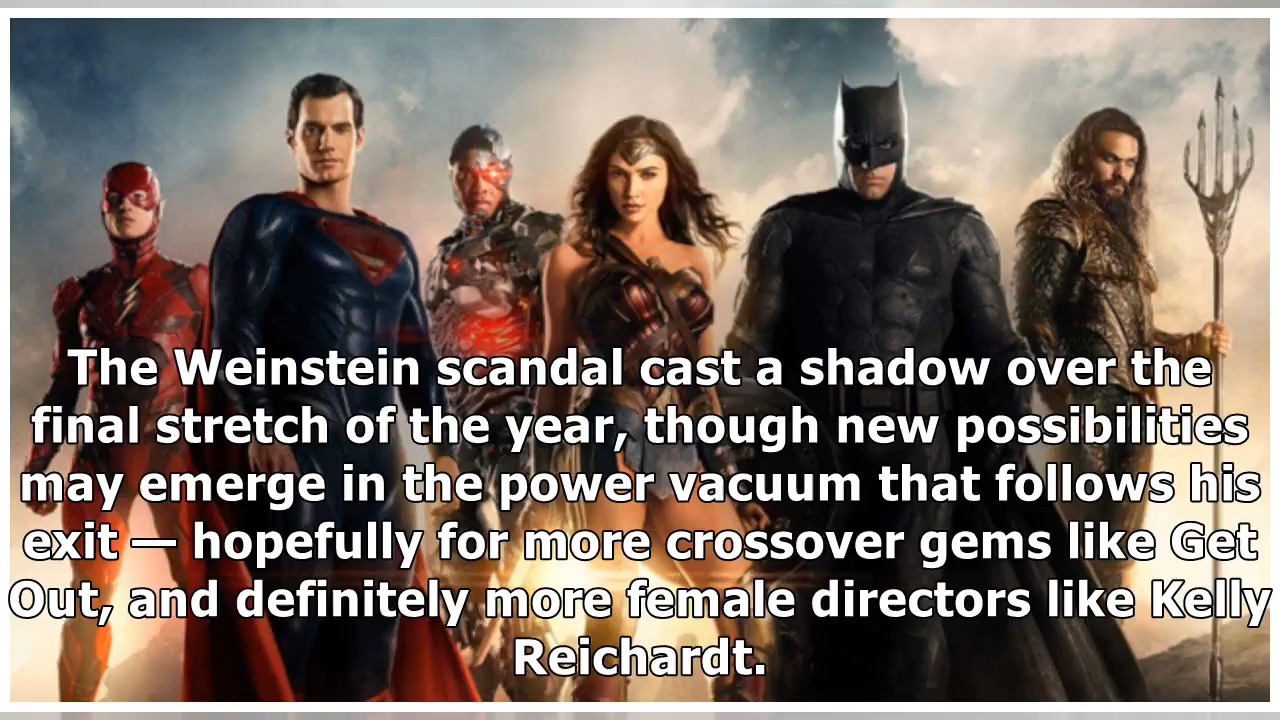 The Weinstein scandal cast a shadow over the
final stretch of the year, though new possibilities
may emerge in the power vacuum that follows his
exit — hopefully for more crossover gems like Get
Out, and definitely more female directors like Kelly
Reichardt.